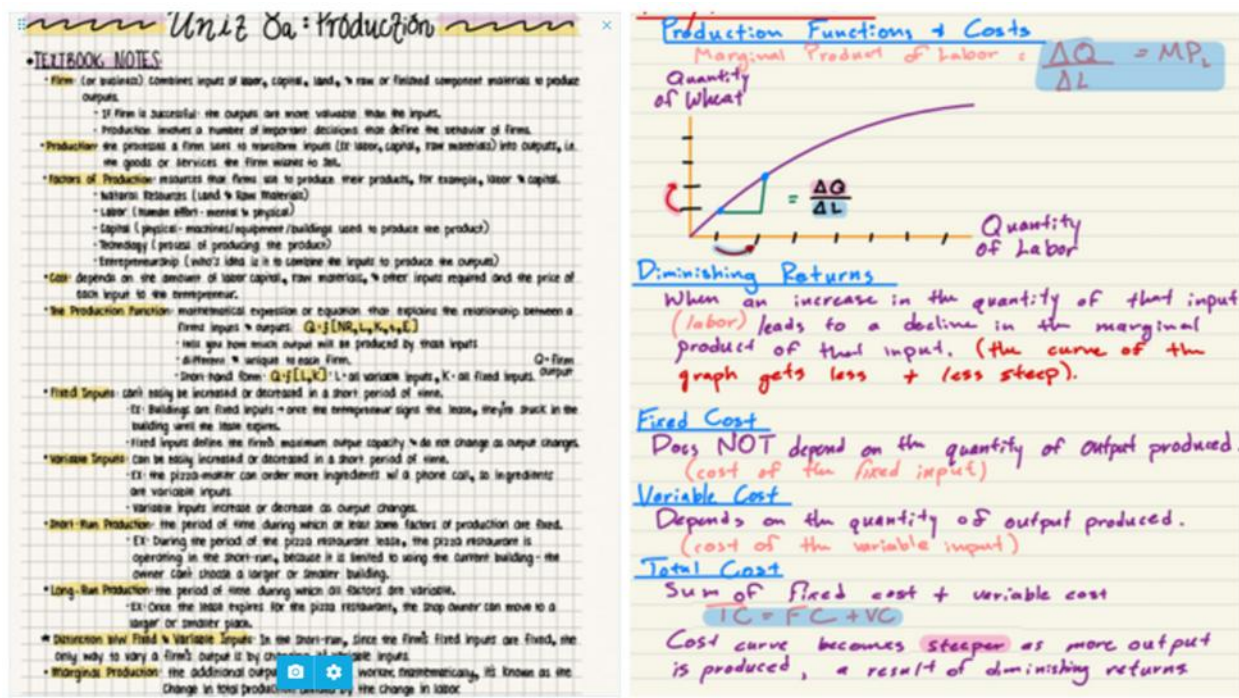 Unit 8a: Production
•TEXTBOOK NOTES
•Firm- (or business) combines inputs of labor, capital, land, & raw or finished component materials to produce
outputs.
•If firm is successful- the outputs are more valuable than the inputs.
•Production involves a number of important decisions that define the behavior of firms.
•Production- the processes a firm uses to transform inputs (Ex: labor, capital, raw materials) into outputs, i.e.
the goods or services the firm wishes to sell.
•Factors of Production- resources that firms use to produce their products, for example, labor & capital.
•Natural Resources (Land & Raw Materials)
•Labor (human effort- mental & physical)
•Capital (physical- machines/equipment/buildings used to produce the product)
•Technology (process of producing the product)
•Entrepreneurship (who's idea is it to combine the inputs to produce the outputs)
•Cost- depends on the amount of labor capital, raw materials, & other inputs required and the price of
each input to the entrepreneur.
•The Production Function- mathematical expression or equation that explains the relationship between a
firm's inputs & outputs: Q=f[NR,L,K,t,E]
•tells you how much output will be produced by those inputs
•different & unique to each firm.
Q=firm
output
•Short-hand form- Q=f[L,K]- L=all variable inputs, K=all fixed inputs.
•Fixed Inputs- can't easily be increased or decreased in a short period of time.
•Ex: Buildings are fixed inputs → once the entrepreneur signs the lease, they're stuck in the
building until the lease expires.
•Fixed inputs define the firm's maximum output capacity & do not change as output changes.
•Variable Inputs- can be easily increased or decreased in a short period of time.
•EX: the pizza-maker can order more ingredients w/ a phone call, so ingredients
are variable inputs
•Variable inputs increase or decrease as output changes.
•Short-Run Production- the period of time during which at least some factors of production are fixed.
•EX: During the period of the pizza restaurant lease, the pizza restaurant is
operating in the short-run, because it is limited to using the current building- the
owner can't choose a larger or smaller building.
•Long-Run Production- the period of time during which all factors are variable.
•EX: Once the lease expires for the pizza restaurant, the shop owner can move to a
larger or smaller place.
*Distinction b/w Fixed & Variable Inputs- In the short-run, since the firm's fixed inputs are fixed, the
only way to vary a firm's output is by inputs.
•Marginal Production- the additional worker. mathematically, it's known as the
change in total the change in labor
Production Functions + Costs
Marginal Product of Labor = ΔQ/ΔL = MPL
Quantity
of Wheat
= ΔQ/ΔL
Quantity
of Labor
Diminishing Returns
When an increase in the quantity of that input
(labor) leads to a decline in the marginal
product of that input. (the curve of the
graph gets less + less steep).
Fixed Cost
Does NOT depend on the quantity of output produced.
(cost of the fixed input)
Variable Cost
Depends on the quantity of output produced.
(cost of the variable input)
Total Cost
Sum of fixed cost + variable cost
TC = FC + VC
Cost curve becomes steeper as more output
is produced, a result of diminishing returns